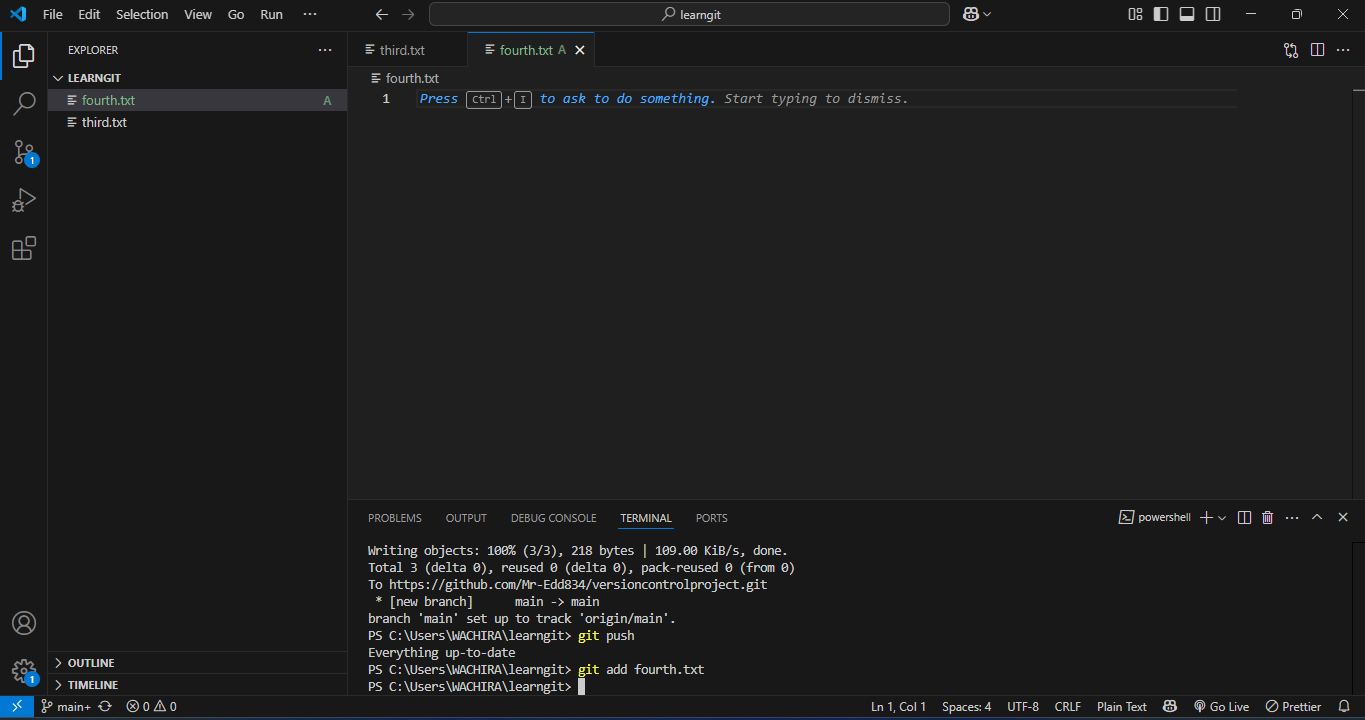 File Edit Selection View Go Run ··· learngit
EXPLORER ···
LEARNGIT
fourth.txt A
third.txt
OUTLINE
TIMELINE
1
1
third.txt fourth.txt A
fourth.txt
1 Press Ctrl+I to ask to do something. Start typing to dismiss.
PROBLEMS OUTPUT DEBUG CONSOLE TERMINAL PORTS powershell
Writing objects: 100% (3/3), 218 bytes | 109.00 KiB/s, done.
Total 3 (delta 0), reused 0 (delta 0), pack-reused 0 (from 0)
To https://github.com/Mr-Edd834/versioncontrolproject.git
* [new branch] main -> main
branch 'main' set up to track 'origin/main'.
PS C:\Users\WACHIRA\learngit> git push
Everything up-to-date
PS C:\Users\WACHIRA\learngit> git add fourth.txt
PS C:\Users\WACHIRA\learngit>
main+ 0 0 Ln 1, Col 1 Spaces: 4 UTF-8 CRLF Plain Text Go Live Prettier